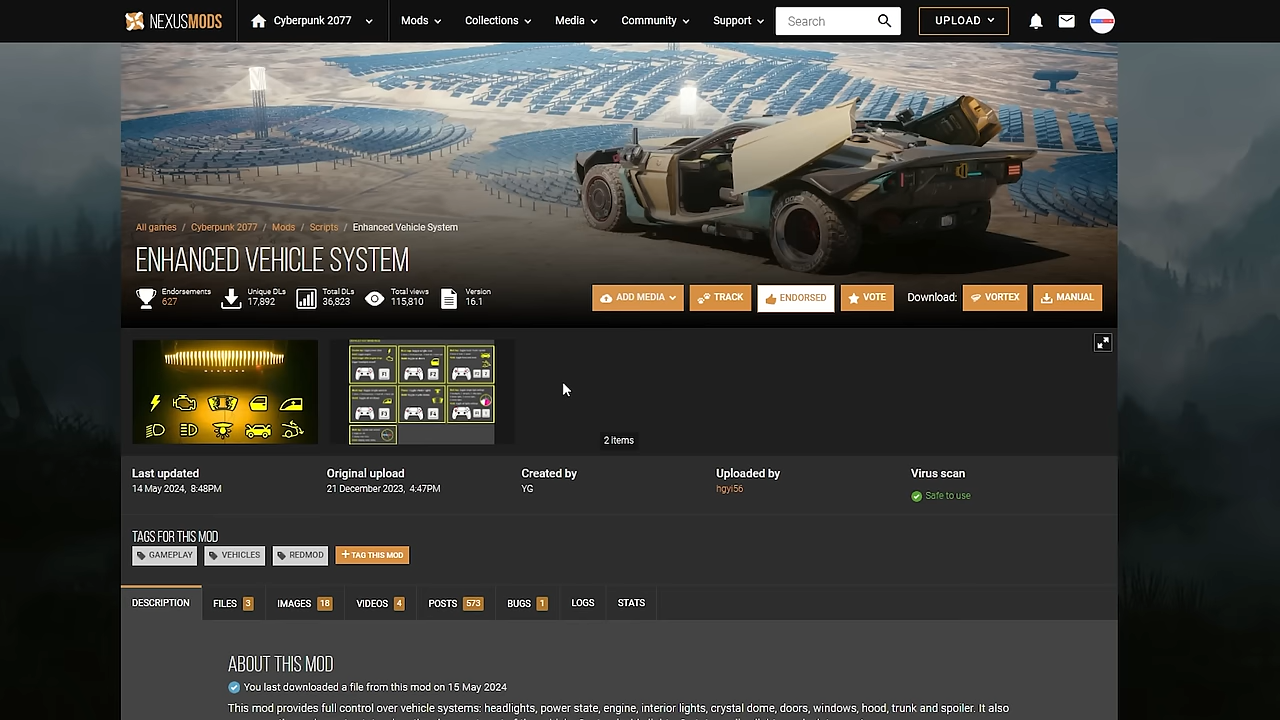 NEXUSMODS
Cyberpunk 2077
Mods
Collections
Media
Community
Support
Search
UPLOAD
All games / Cyberpunk 2077 / Mods / Scripts / Enhanced Vehicle System
ENHANCED VEHICLE SYSTEM
Endorsements
627
Unique DLs
17,892
Total DLs
36,823
Total views
115,810
Version
16.1
ADD MEDIA
TRACK
ENDORSED
VOTE
Download:
VORTEX
MANUAL
2 items
Last updated
14 May 2024, 8:48PM
Original upload
21 December 2023, 4:47PM
Created by
YG
Uploaded by
hgyi56
Virus scan
Safe to use
TAGS FOR THIS MOD
GAMEPLAY
VEHICLES
REDMOD
+ TAG THIS MOD
DESCRIPTION
FILES 3
IMAGES 18
VIDEOS 4
POSTS 573
BUGS 1
LOGS
STATS
ABOUT THIS MOD
You last downloaded a file from this mod on 15 May 2024
This mod provides full control over vehicle systems: headlights, power state, engine, interior lights, crystal dome, doors, windows, hood, trunk and spoiler. It also